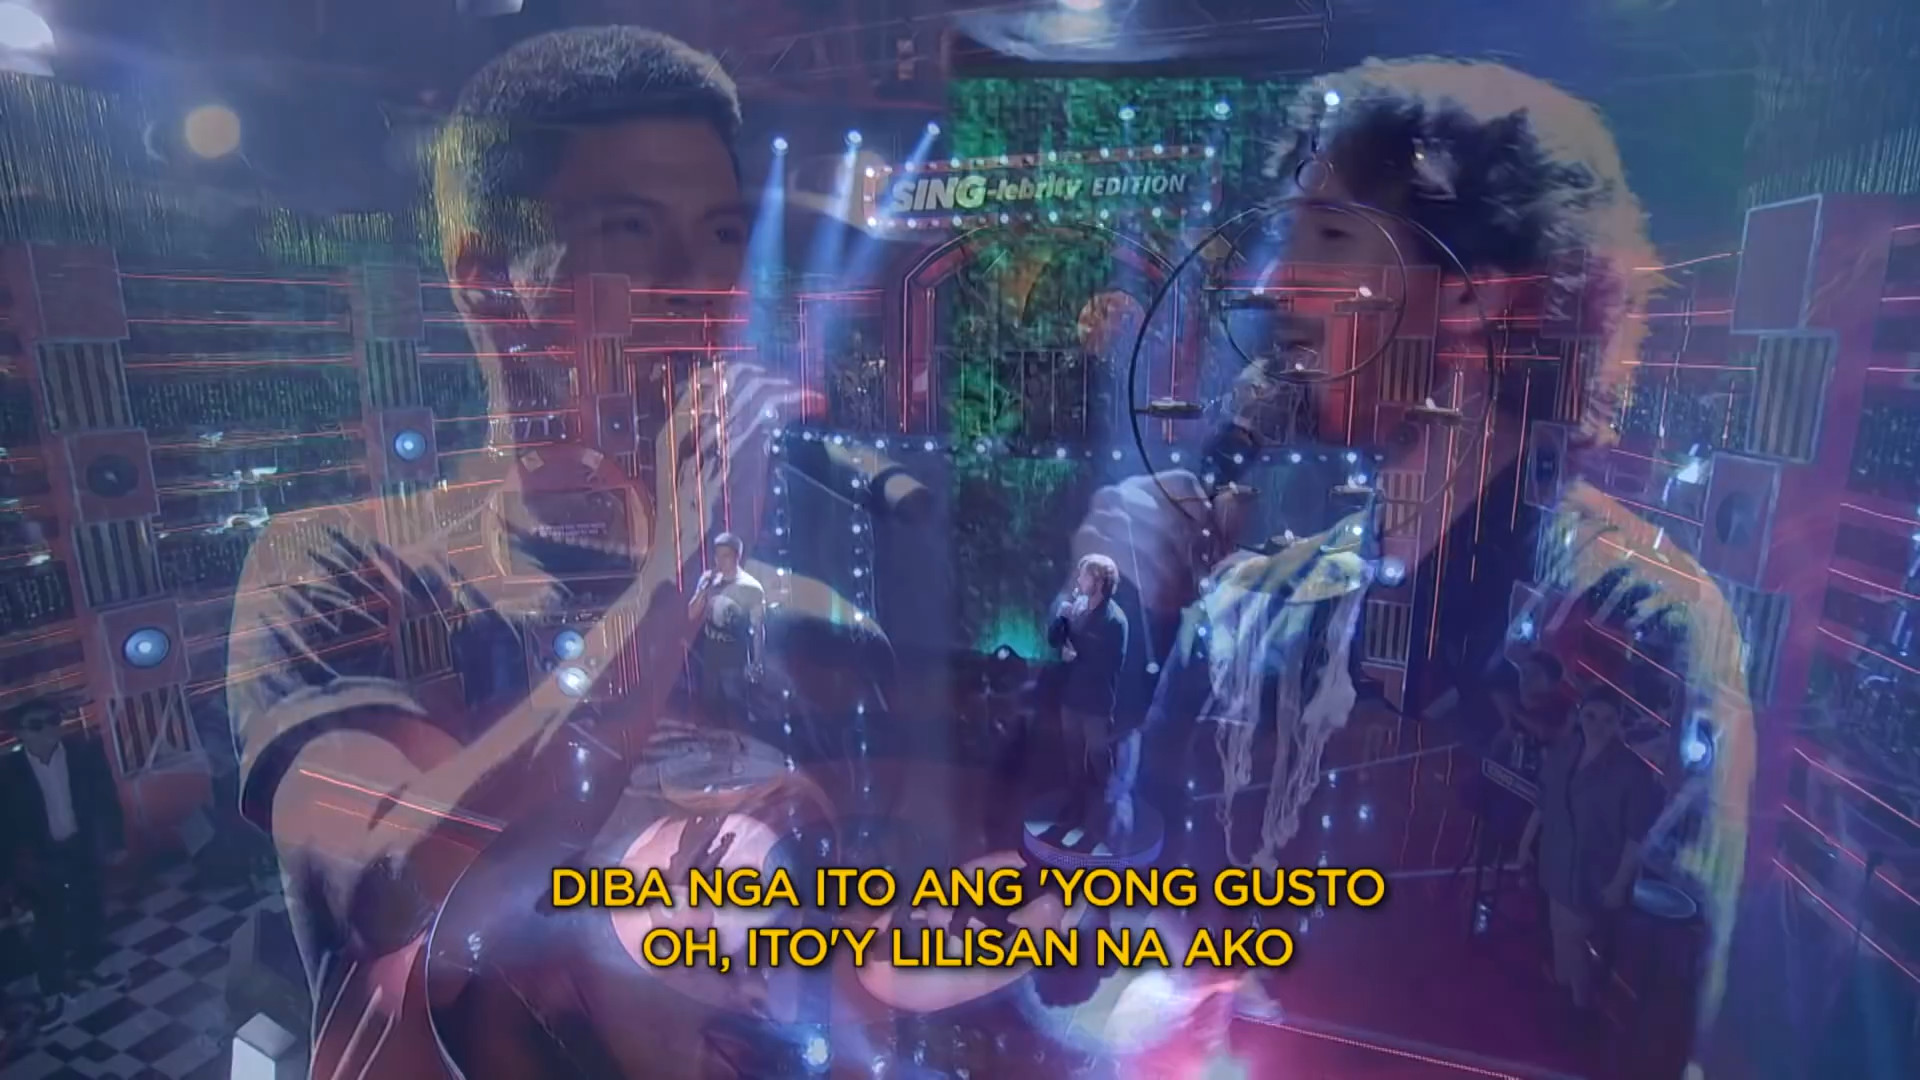 SING-lebrity EDITION
DIBA NGA ITO ANG 'YONG GUSTO
OH, ITO'Y LILISAN NA AKO